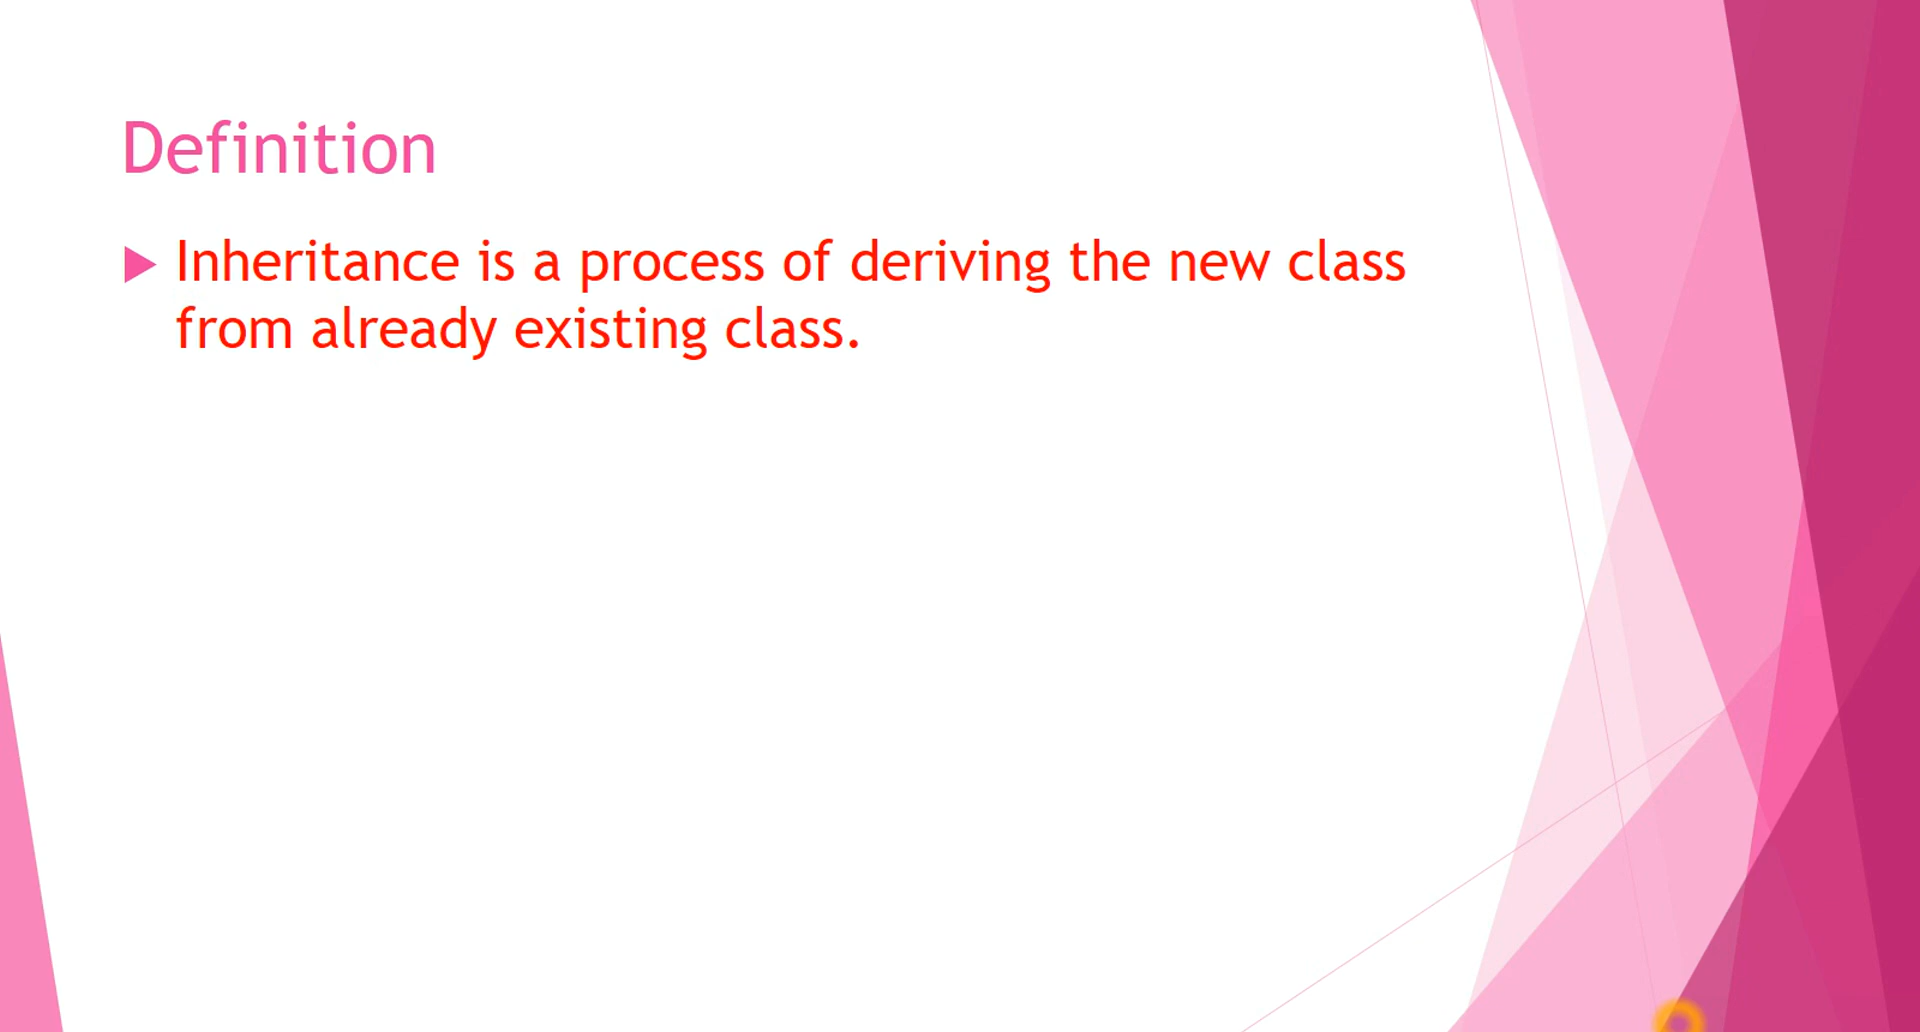 Definition
Inheritance is a process of deriving the new class
from already existing class.